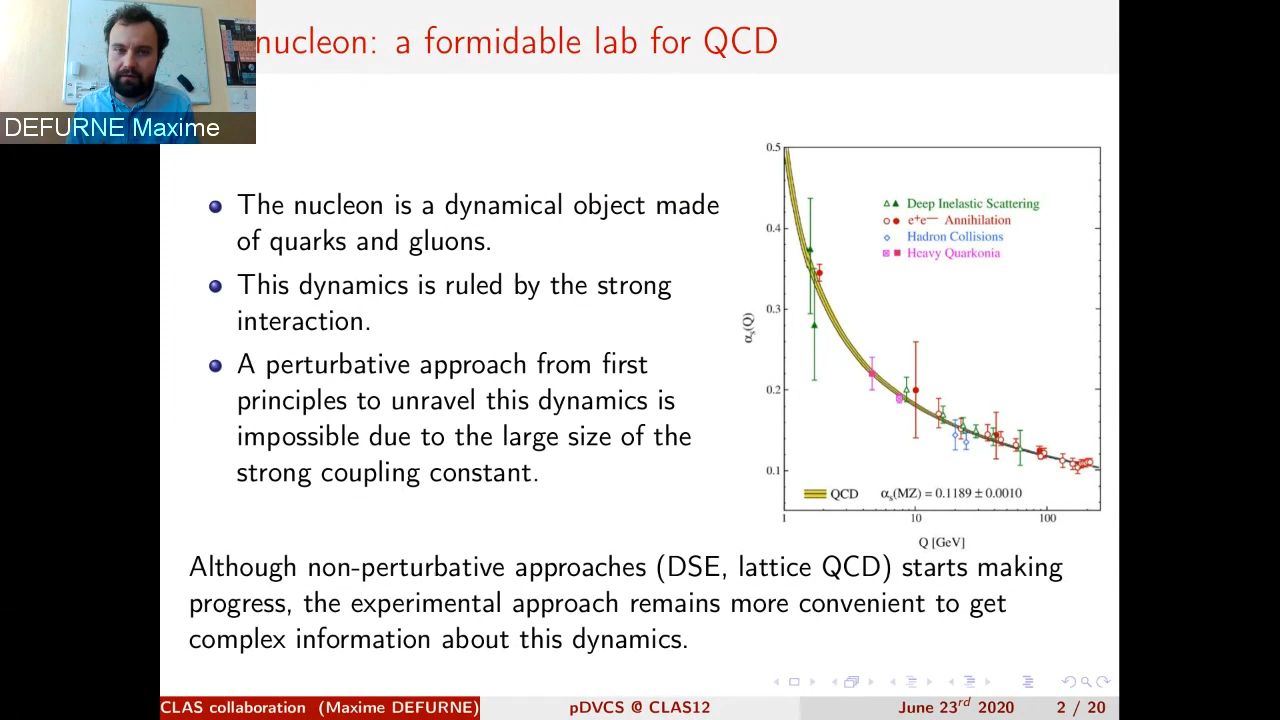 nucleon: a formidable lab for QCD
DEFURNE Maxime
The nucleon is a dynamical object made
of quarks and gluons.
This dynamics is ruled by the strong
interaction.
A perturbative approach from first
principles to unravel this dynamics is
impossible due to the large size of the
strong coupling constant.
0.5
0.4
0.3
0.2
0.1
αs(Q)
Deep Inelastic Scattering
e+e− Annihilation
Hadron Collisions
Heavy Quarkonia
QCD αs(MZ) = 0.1189 ± 0.0010
1 10 100
Q [GeV]
Although non-perturbative approaches (DSE, lattice QCD) starts making
progress, the experimental approach remains more convenient to get
complex information about this dynamics.
CLAS collaboration (Maxime DEFURNE) pDVCS @ CLAS12 June 23rd 2020 2 / 20